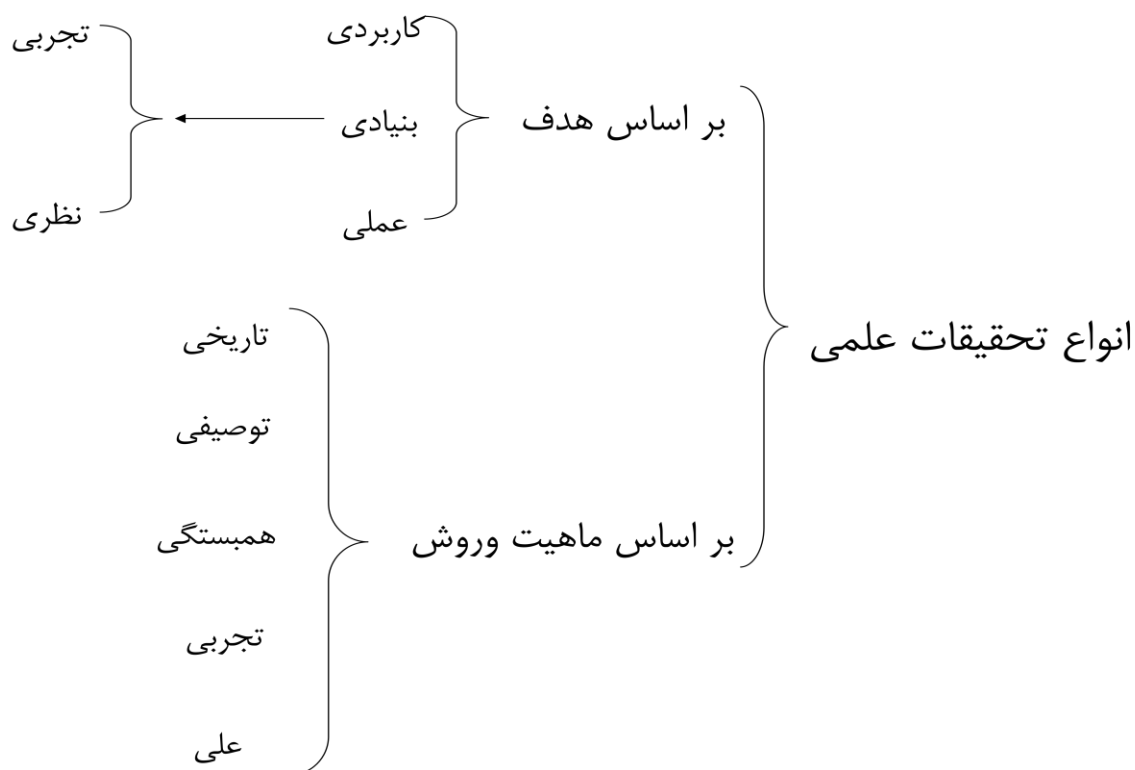 انواع تحقیقات علمی
بر اساس هدف
کاربردی
بنیادی
عملی
تجربی
نظری
بر اساس ماهیت وروش
تاریخی
توصیفی
همبستگی
تجربی
علی